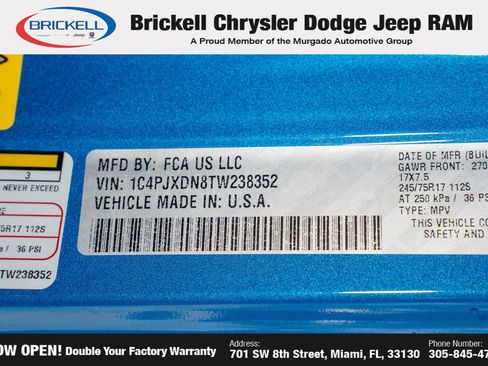 BRICKELL
Jeep
Brickell Chrysler Dodge Jeep RAM
A Proud Member of the Murgado Automotive Group
3
NEVER EXCEED
75R17 112S
/ 36 PSI
TW238352
MFD BY: FCA US LLC
VIN: 1C4PJXDN8TW238352
VEHICLE MADE IN: U.S.A.
DATE OF MFR (BUIL
GAWR FRONT: 270
17X7.5
245/75R17 112S
AT 250 kPa / 36 PSI
TYPE: MPV
THIS VEHICLE CO
SAFETY AND
OW OPEN! Double Your Factory Warranty
Address:
701 SW 8th Street, Miami, FL, 33130
Phone Number:
305-845-47